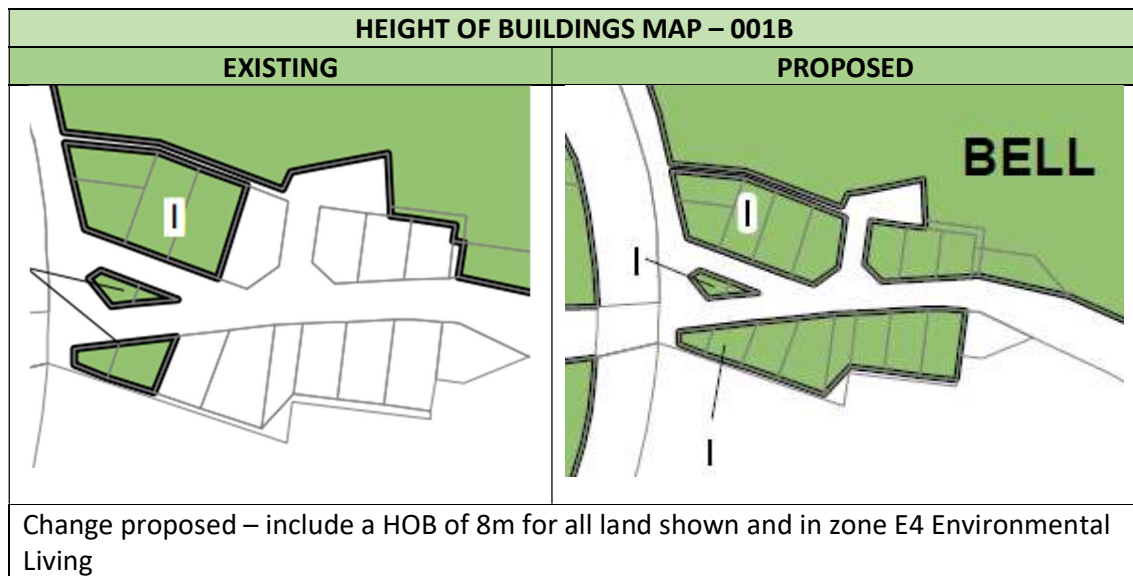 HEIGHT OF BUILDINGS MAP – 001B
EXISTING
PROPOSED
I
BELL
I
I
I
Change proposed – include a HOB of 8m for all land shown and in zone E4 Environmental
Living